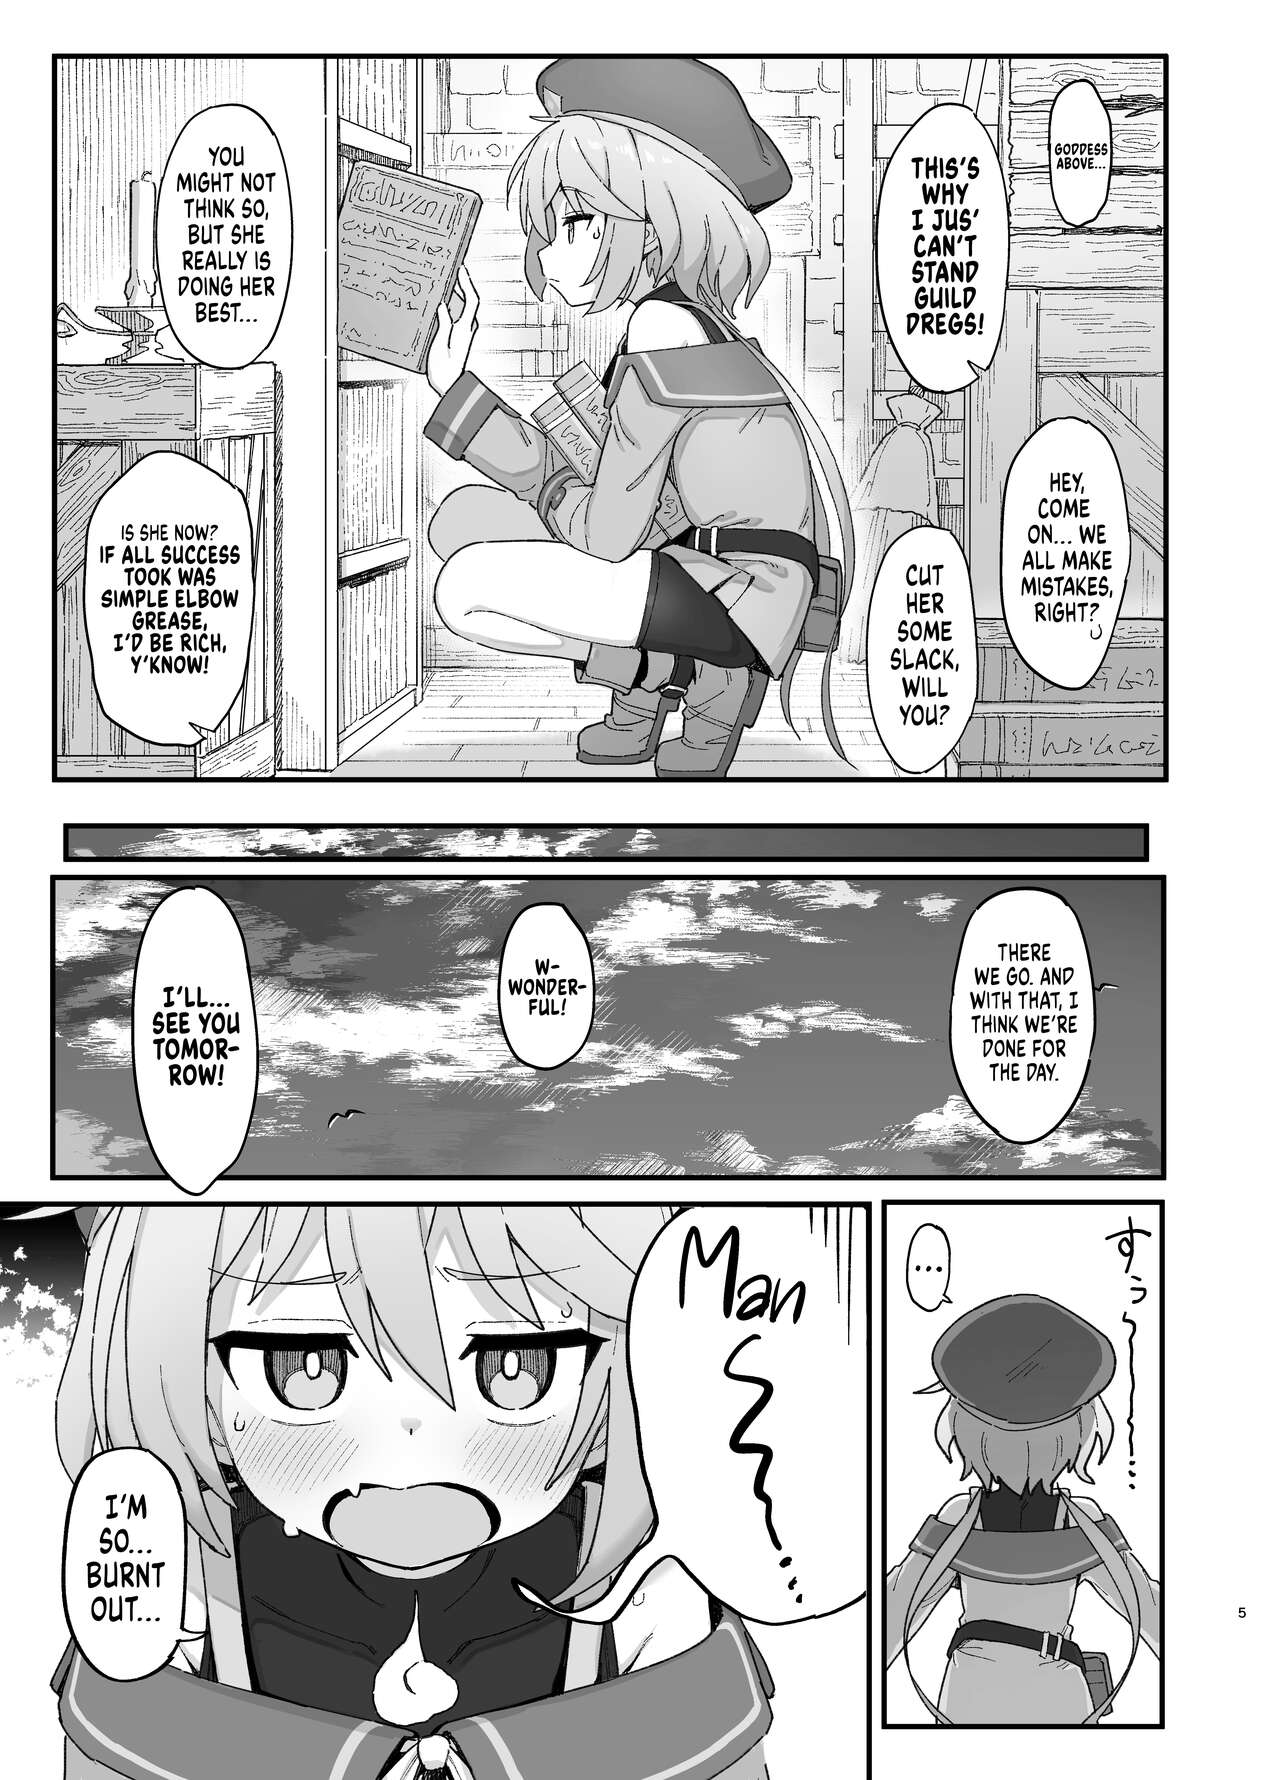 GODDESS
ABOVE...
THIS'S
WHY
I JUS'
CAN'T
STAND
GUILD
DREGS!
HEY,
COME
ON... WE
ALL MAKE
MISTAKES,
RIGHT?
CUT
HER
SOME
SLACK,
WILL
YOU?
YOU
MIGHT NOT
THINK SO,
BUT SHE
REALLY IS
DOING HER
BEST...
IS SHE NOW?
IF ALL SUCCESS
TOOK WAS
SIMPLE ELBOW
GREASE,
I'D BE RICH,
Y'KNOW!
THERE
WE GO. AND
WITH THAT, I
THINK WE'RE
DONE FOR
THE DAY.
W-
WONDER-
FUL!
I'LL...
SEE YOU
TOMOR-
ROW!
すぅ〜...
...
Man
I'M
SO...
BURNT
OUT...
5